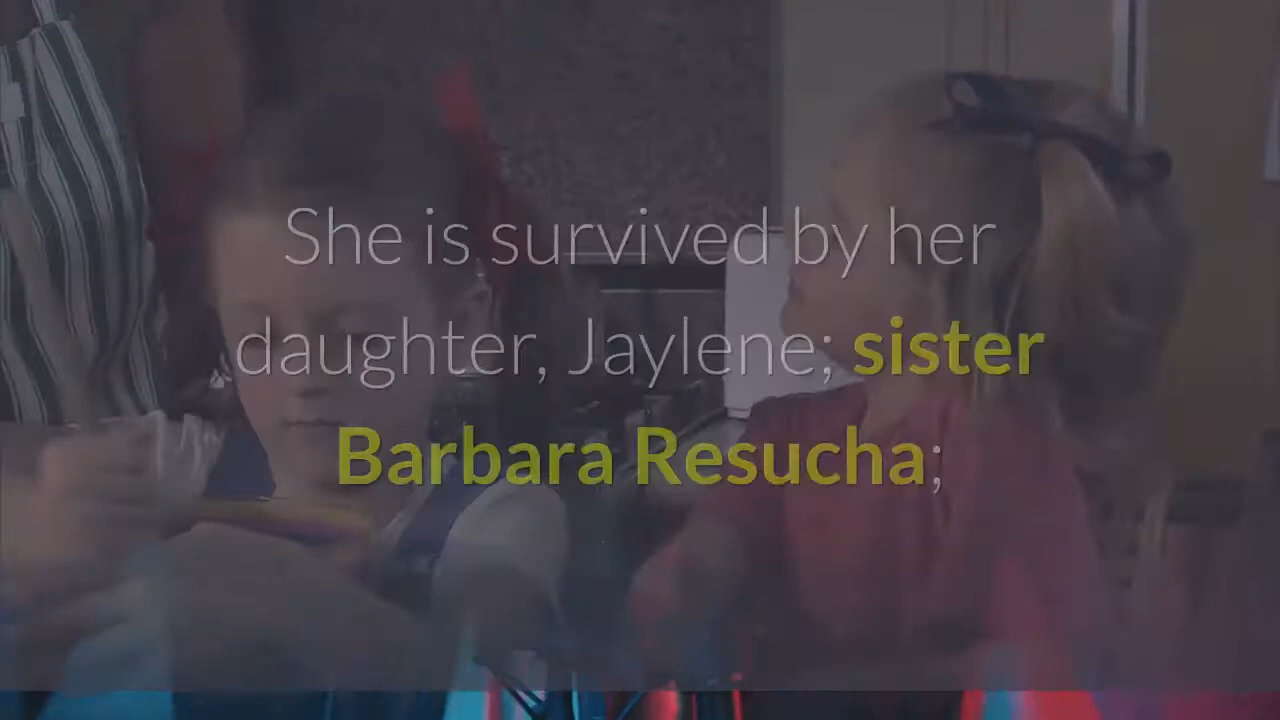 She is survived by her
daughter, Jaylene; sister
Barbara Resucha;